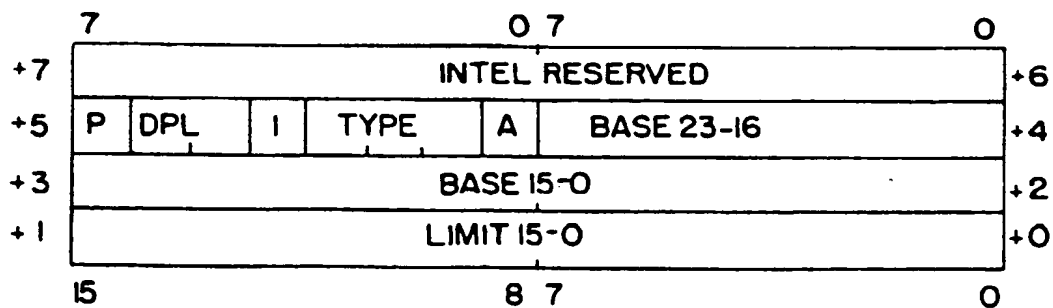 7 0 7 0
+7 INTEL RESERVED +6
+5 P DPL 1 TYPE A BASE 23-16 +4
+3 BASE 15-0 +2
+1 LIMIT 15-0 +0
15 8 7 0